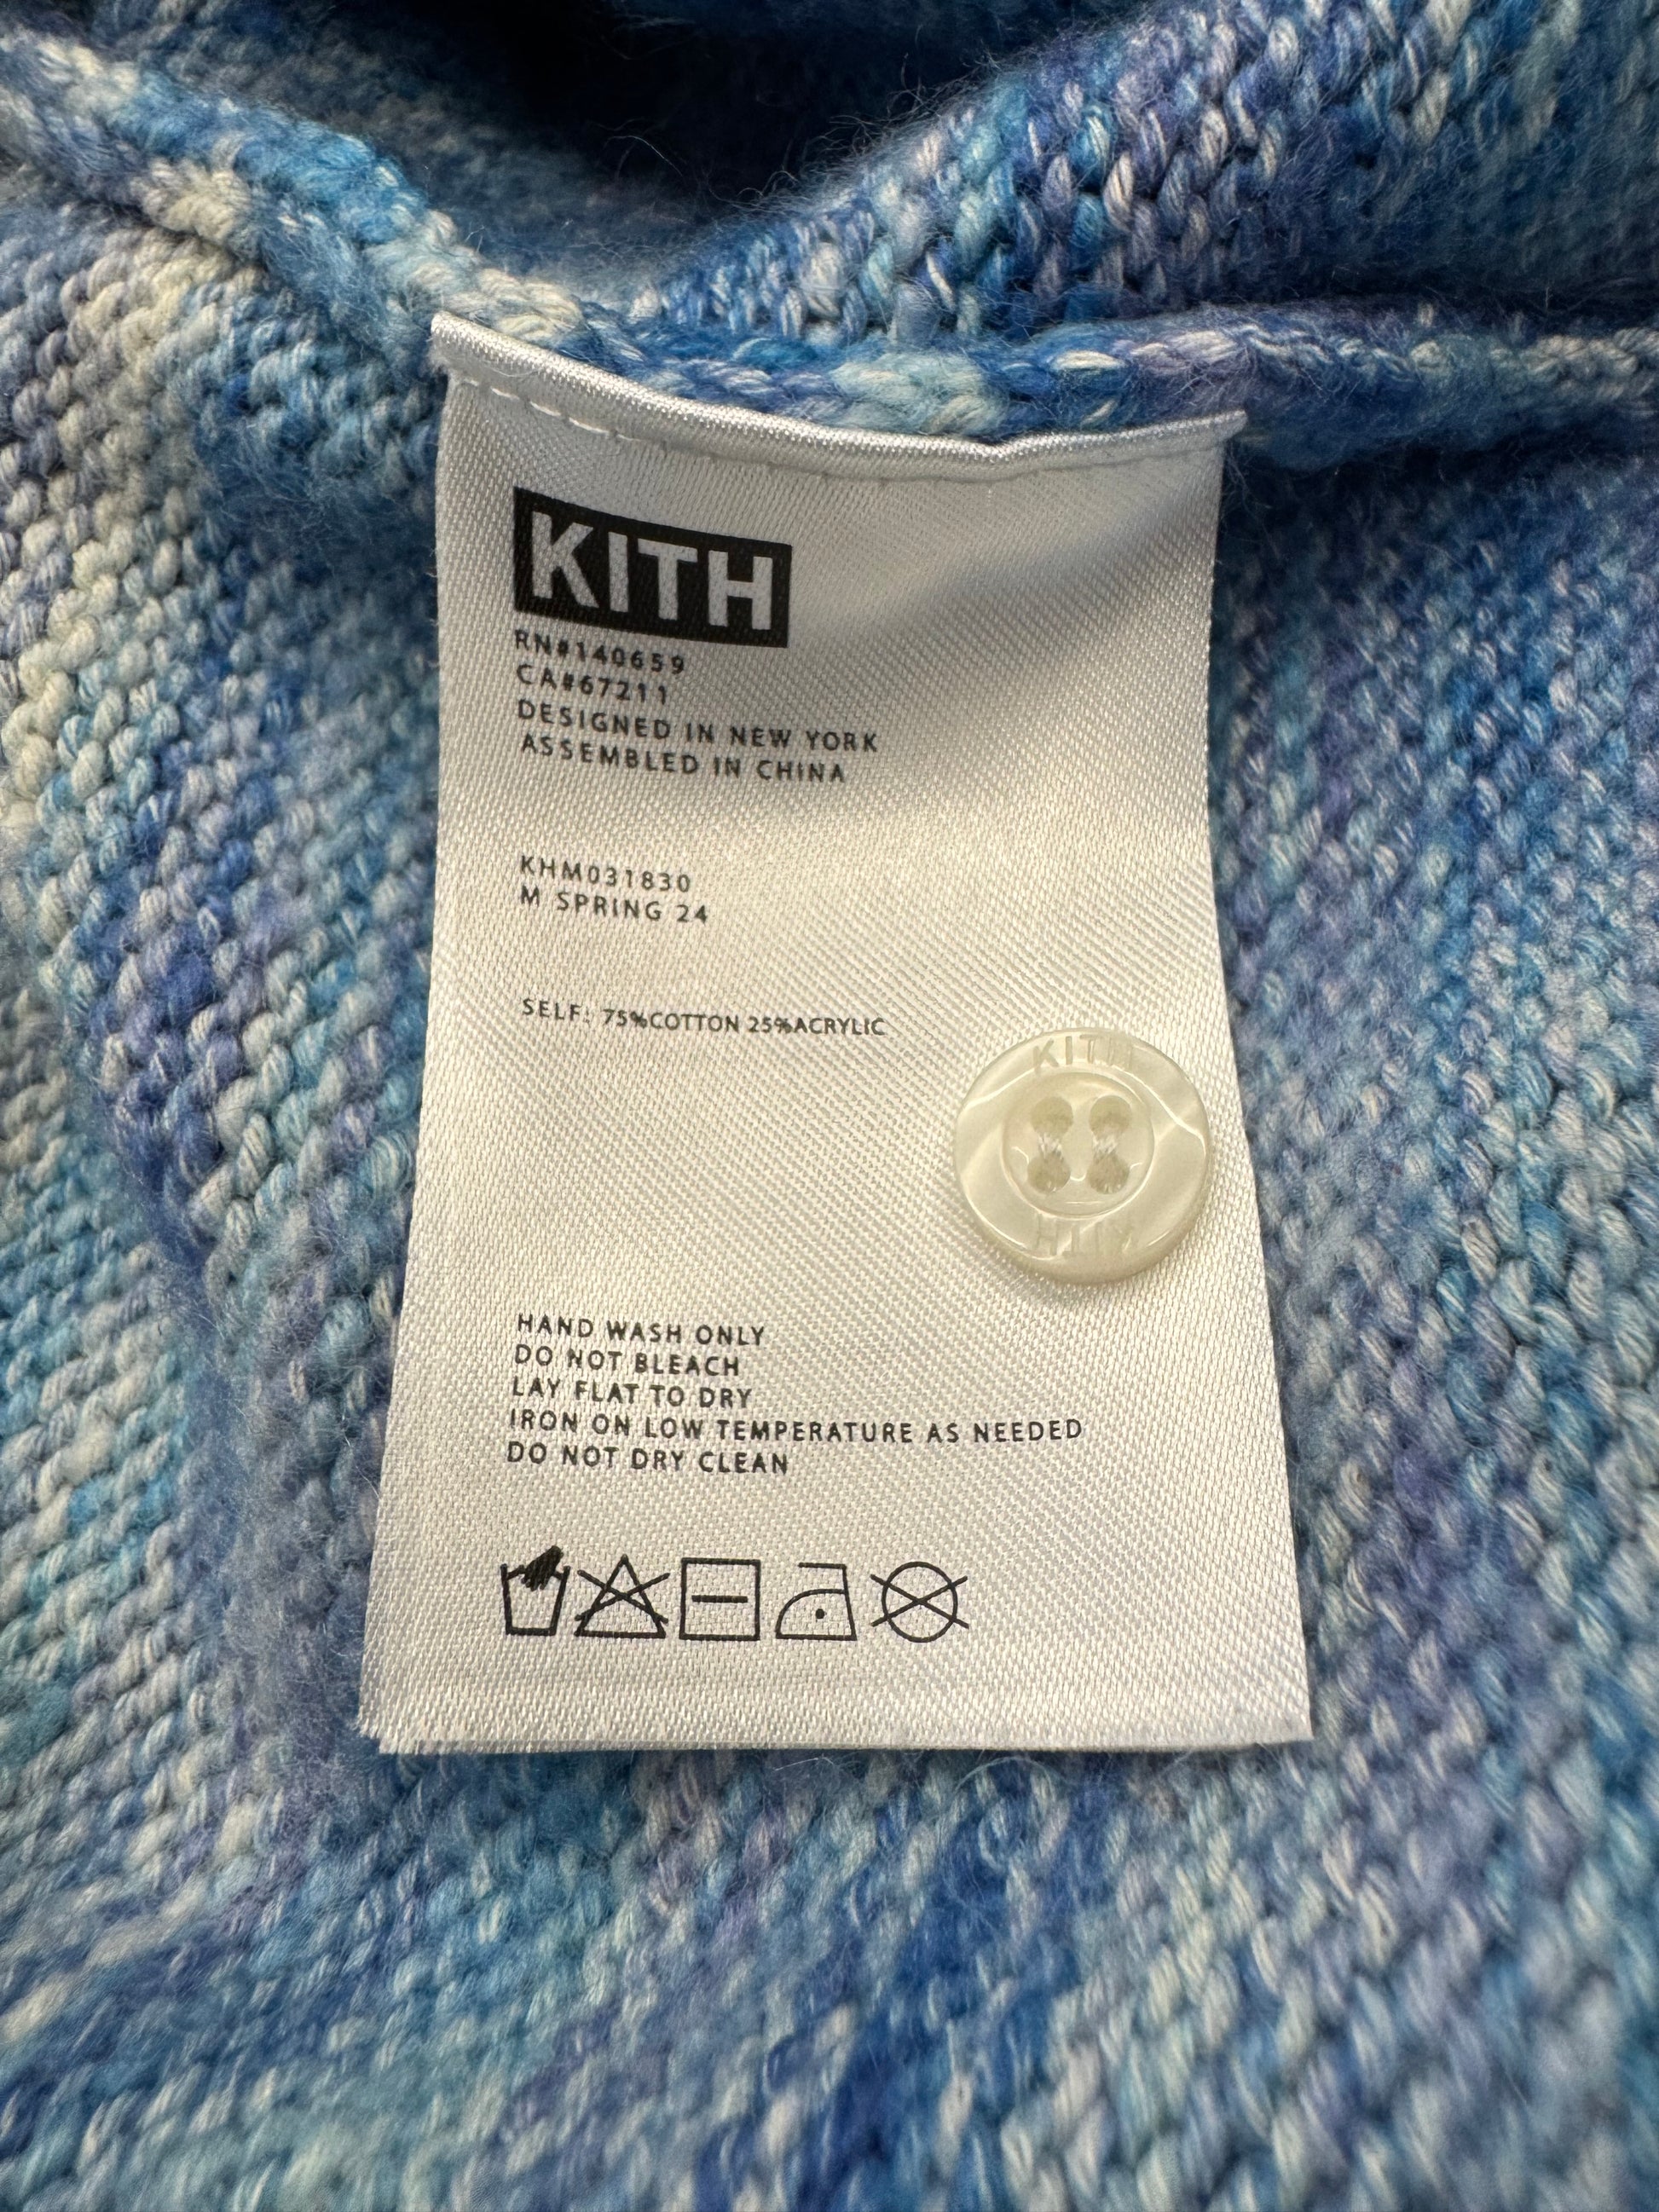 KITH
RN#140659
CA#67211
DESIGNED IN NEW YORK
ASSEMBLED IN CHINA
KHM031830
M SPRING 24
SELF: 75%COTTON 25%ACRYLIC
KITH
KITH
HAND WASH ONLY
DO NOT BLEACH
LAY FLAT TO DRY
IRON ON LOW TEMPERATURE AS NEEDED
DO NOT DRY CLEAN